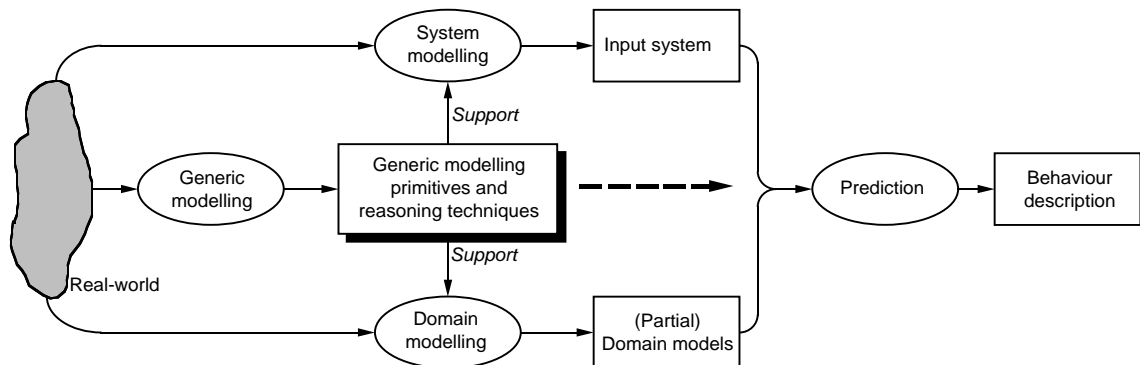 System
modelling
Input system
Support
Generic
modelling
Generic modelling
primitives and
reasoning techniques
Prediction
Behaviour
description
Support
Real-world
Domain
modelling
(Partial)
Domain models